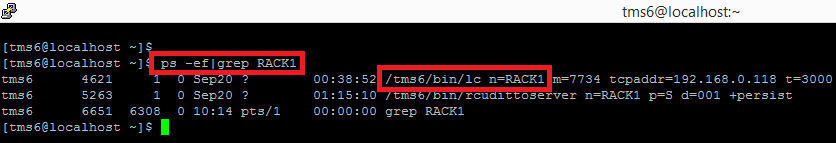 tms6@localhost:~
[tms6@localhost ~]$
[tms6@localhost ~]$ ps -ef|grep RACK1
tms6 4621 1 0 Sep20 ? 00:38:52 /tms6/bin/lc n=RACK1 m=7734 tcpaddr=192.168.0.118 t=3000
tms6 5263 1 0 Sep20 ? 01:15:10 /tms6/bin/rcudittoserver n=RACK1 p=S d=001 +persist
tms6 6651 6308 0 10:14 pts/1 00:00:00 grep RACK1
[tms6@localhost ~]$